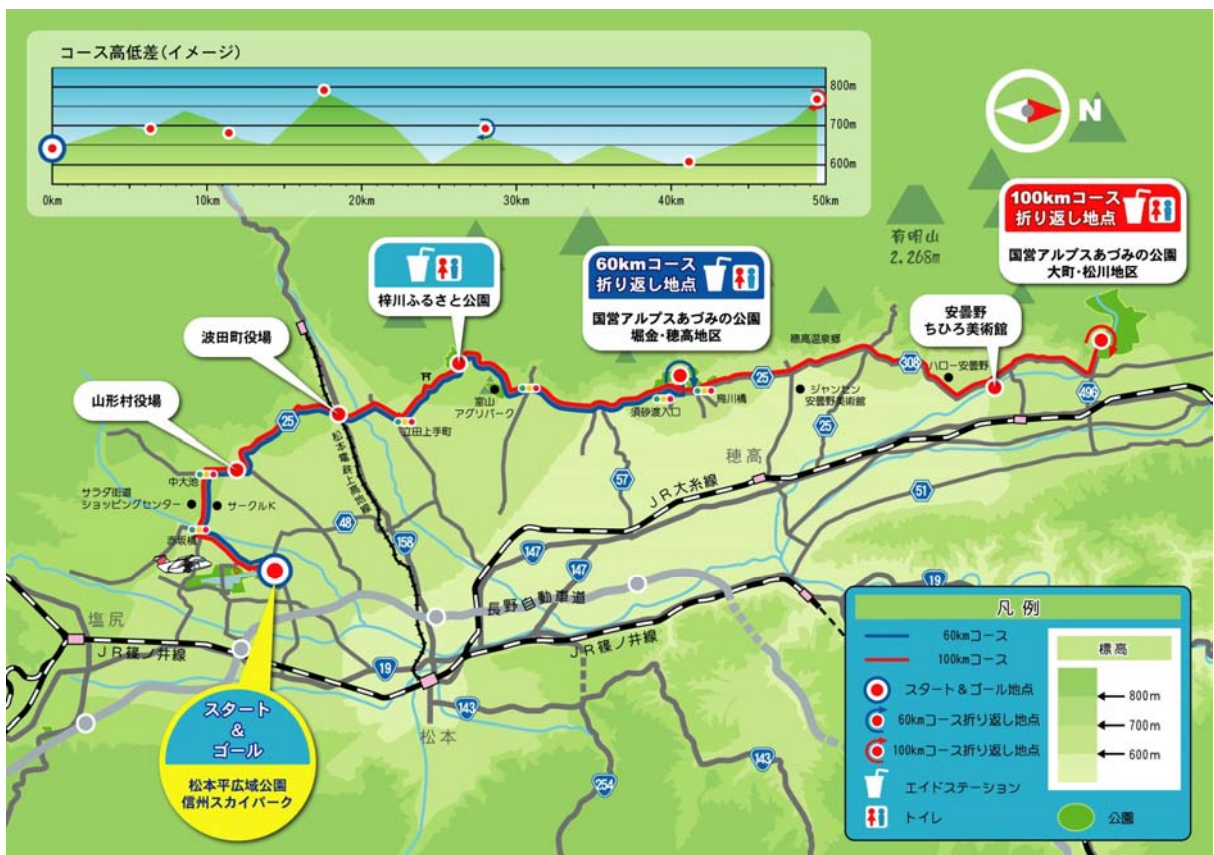 コース高低差(イメージ)
800m
700m
600m
0km
10km
20km
30km
40km
50km
N
100kmコース
折り返し地点
国営アルプスあづみの公園
大町・松川地区
有明山
2,268m
60kmコース
折り返し地点
国営アルプスあづみの公園
堀金・穂高地区
梓川ふるさと公園
波田町役場
山形村役場
安曇野
ちひろ美術館
穂高温泉郷
308
ハロー安曇野
496
25
ジャンセン
安曇野美術館
25
鳥川橋
須砂渡入口
室山
アグリパーク
立田上手町
25
松本電鉄上高地線
中大池
サラダ街道
ショッピングセンター
サークルK
赤坂橋
48
158
57
穂高
JR大糸線
51
147
147
長野自動車道
19
塩尻
JR篠ノ井線
JR篠ノ井線
19
143
松本
254
143
スタート
&
ゴール
松本平広域公園
信州スカイパーク
凡例
60kmコース
100kmコース
スタート&ゴール地点
60kmコース折り返し地点
100kmコース折り返し地点
エイドステーション
トイレ
標高
800m
700m
600m
公園